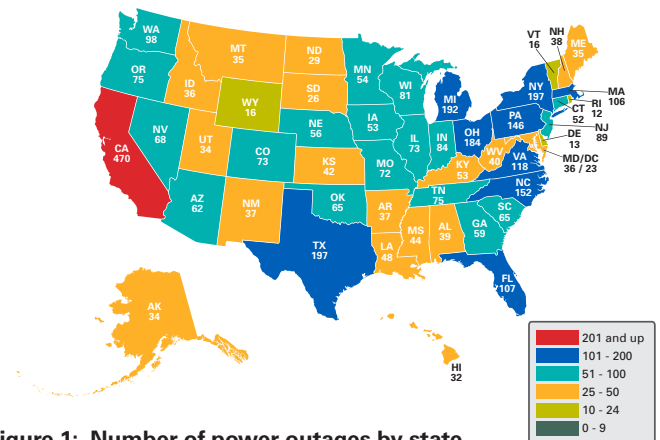 WA
98
OR
75
CA
470
ID
36
NV
68
MT
35
WY
16
UT
34
AZ
62
ND
29
SD
26
NE
56
CO
73
KS
42
NM
37
OK
65
TX
197
MN
54
IA
53
MO
72
AR
37
LA
48
WI
81
IL
73
IN
84
MI
192
OH
184
KY
53
TN
75
MS
44
AL
39
GA
59
FL
107
SC
65
NC
152
VA
118
WV
40
PA
146
NY
197
VT
16
NH
38
ME
35
MA
106
RI
12
CT
52
NJ
89
DE
13
MD/DC
36 / 23
AK
34
HI
32
201 and up
101 - 200
51 - 100
25 - 50
10 - 24
0 - 9
igure 1: Number of power outages by state